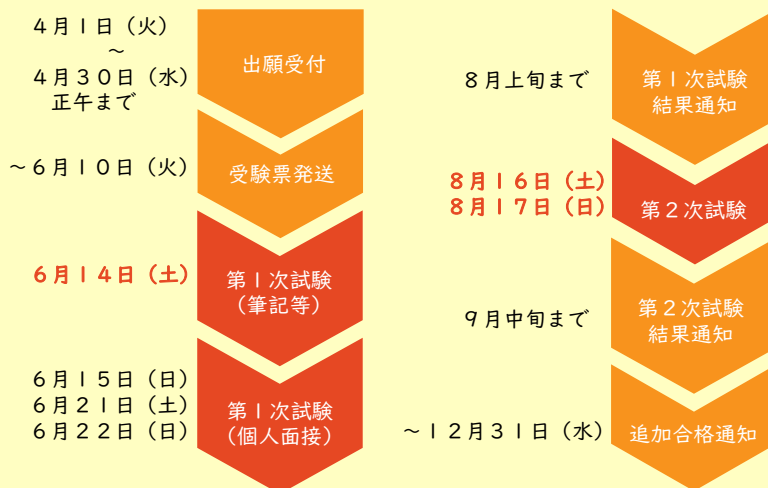 ４月１日（火）
～
４月３０日（水）
正午まで
出願受付
～６月１０日（火）
受験票発送
６月１４日（土）
第１次試験
（筆記等）
６月１５日（日）
６月２１日（土）
６月２２日（日）
第１次試験
（個人面接）
８月上旬まで
第１次試験
結果通知
８月１６日（土）
８月１７日（日）
第２次試験
９月中旬まで
第２次試験
結果通知
～１２月３１日（水）
追加合格通知